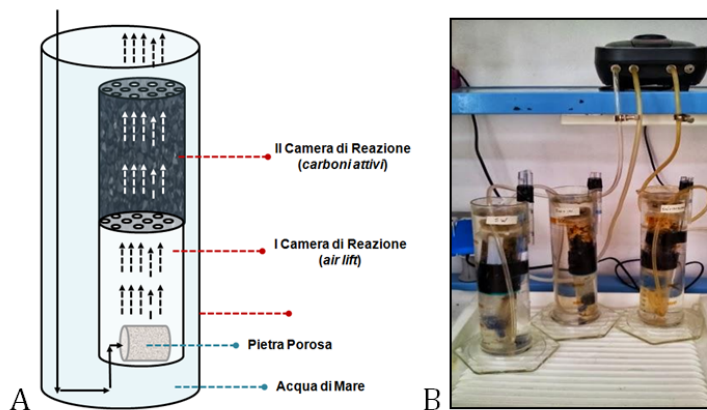 II Camera di Reazione
(carboni attivi)
I Camera di Reazione
(air lift)
Pietra Porosa
Acqua di Mare
A
B